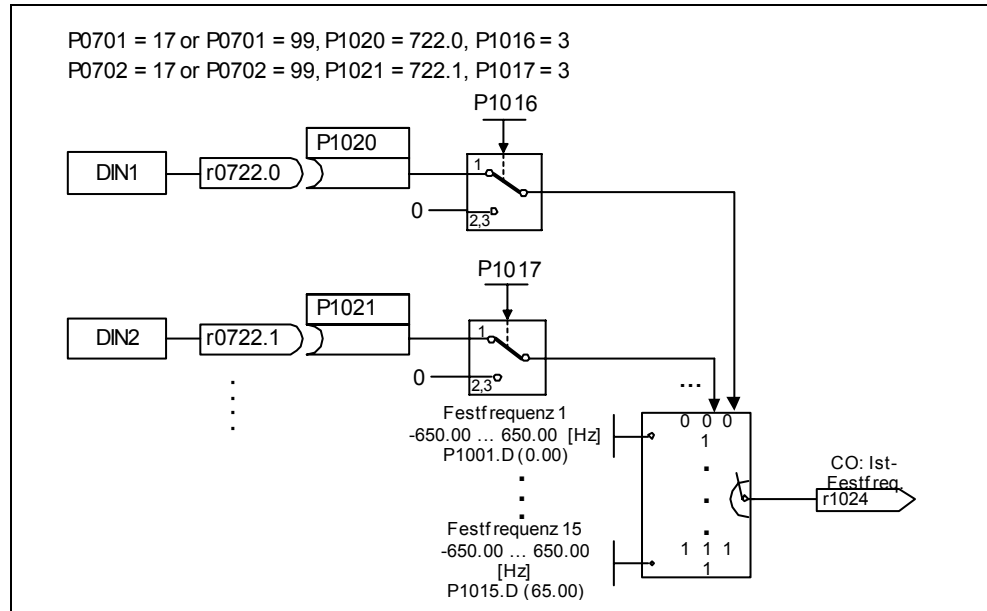 P0701 = 17 or P0701 = 99, P1020 = 722.0, P1016 = 3
P0702 = 17 or P0702 = 99, P1021 = 722.1, P1017 = 3
P1016
P1020
DIN1
r0722.0
1
0
2,3
P1017
P1021
DIN2
r0722.1
1
0
2,3
...
Festfrequenz 1
-650.00 ... 650.00 [Hz]
P1001.D (0.00)
0 0 0
1
CO: Ist-
Festfreq.
r1024
Festfrequenz 15
-650.00 ... 650.00
[Hz]
P1015.D (65.00)
1 1 1
1